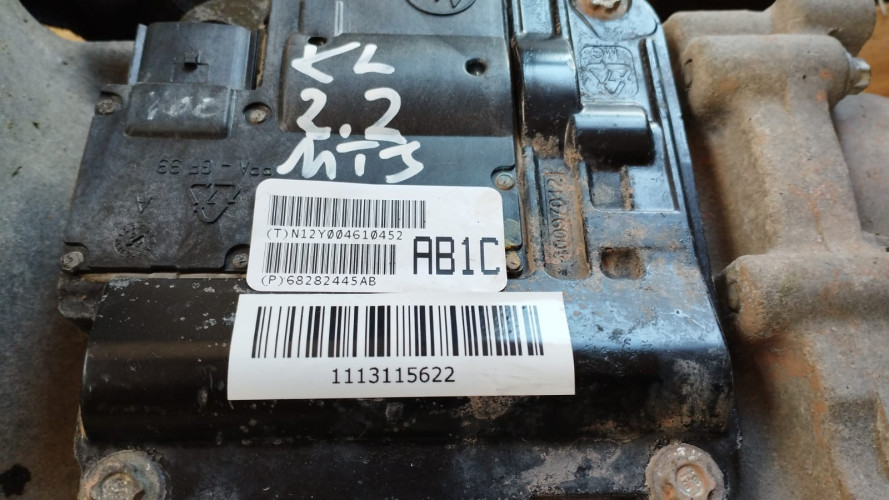 KL
2.2
MTJ
(T)N12Y004610452
(P)68282445AB
AB1C
1113115622